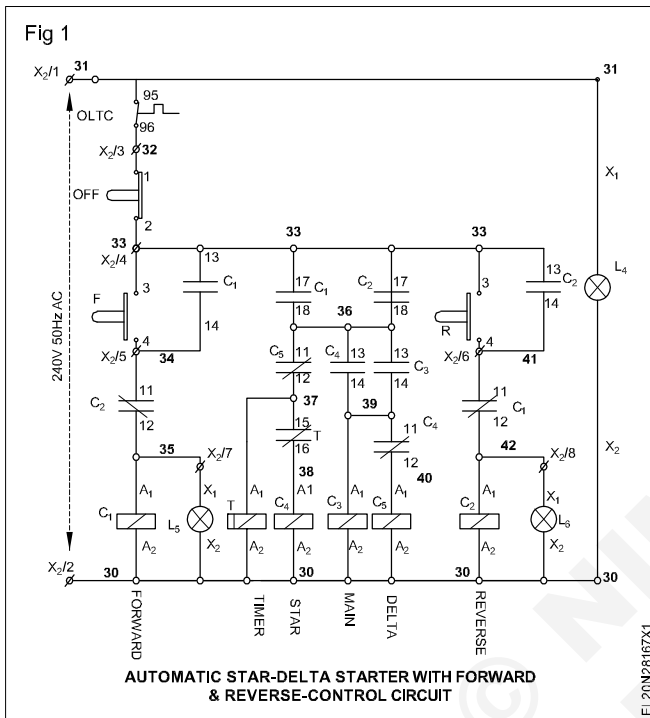 Fig 1
X2/1 31 31
95
OLTC
96
X2/3 32
1
OFF
2
X1
33 33 33
X2/4
13 17 17 13
C1 C1 C2 C2
3 3
14 18 18 14
F R
L4
36
4 4
X2/5 34 X2/6 41
C5 11 12
C4 13 14
C3 13 14
C2 11 12
37 39
C1 11 12
15 T 16
C4 11 12
38 40
35 X2/7
42 X2/8
X2
A1 X1 A1 A1 A1 A1 A1 X1
C1 L5 T C4 C3 C5 C2 L6
A2 X2 A2 A2 A2 A2 A2 X2
X2/2 30 30 30 30
240V 50Hz AC
FORWARD
TIMER
STAR
MAIN
DELTA
REVERSE
AUTOMATIC STAR-DELTA STARTER WITH FORWARD
& REVERSE-CONTROL CIRCUIT
EL20N28167X1